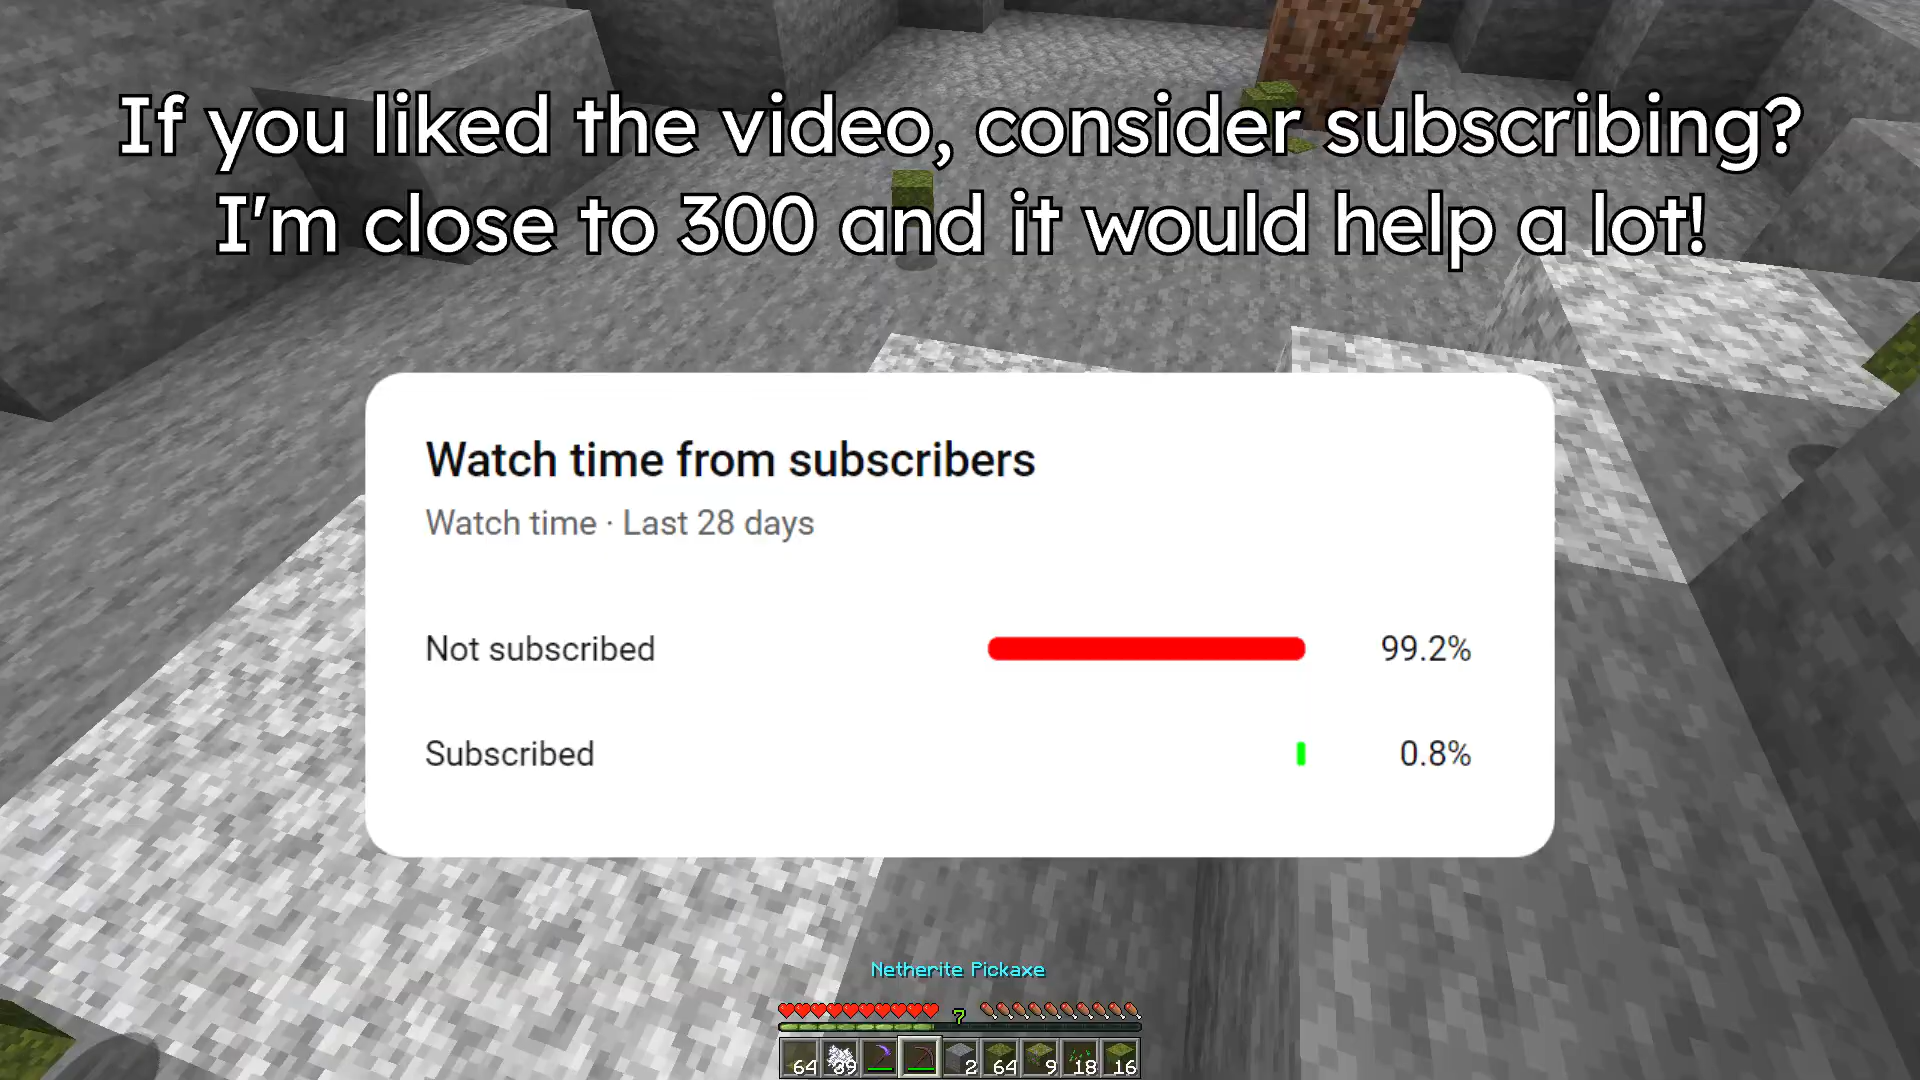 If you liked the video, consider subscribing?
I'm close to 300 and it would help a lot!
Watch time from subscribers
Watch time · Last 28 days
Not subscribed 99.2%
Subscribed 0.8%
Netherite Pickaxe
7
64 39 2 64 9 18 16